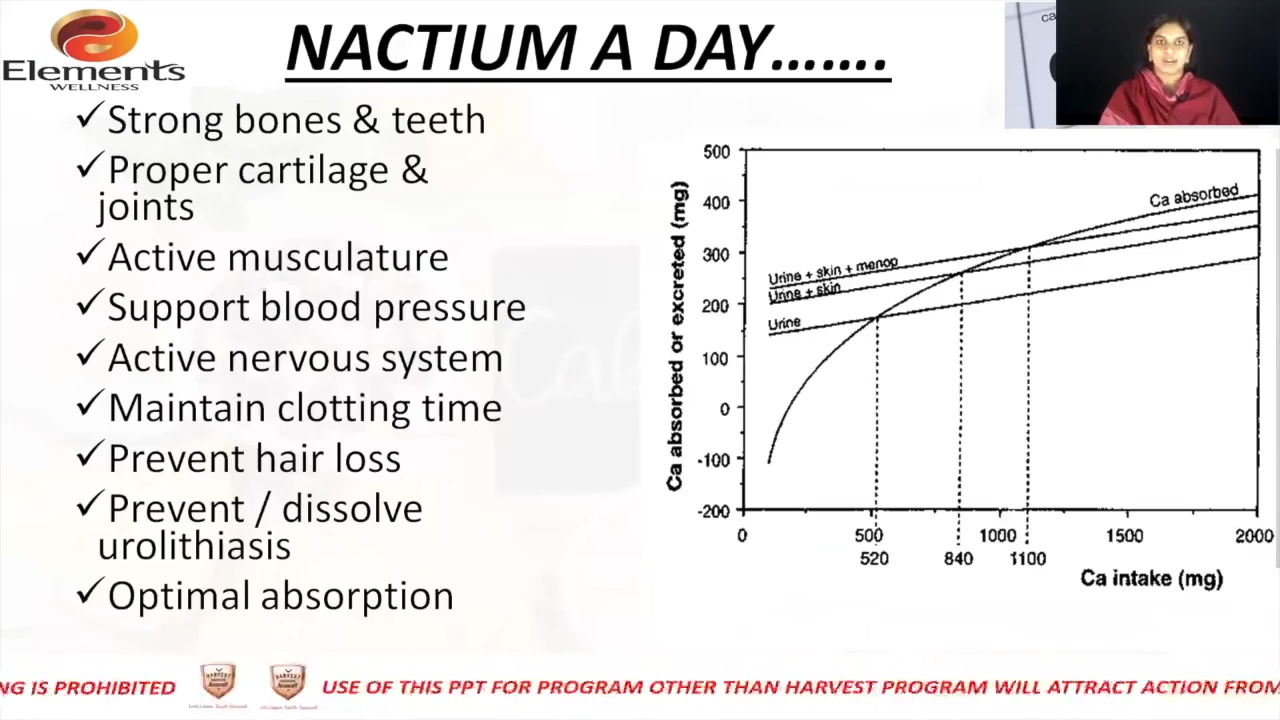 Elements
WELLNESS
NACTIUM A DAY…….
ca
✓Strong bones & teeth
✓Proper cartilage &
joints
✓Active musculature
✓Support blood pressure
✓Active nervous system
✓Maintain clotting time
✓Prevent hair loss
✓Prevent / dissolve
urolithiasis
✓Optimal absorption
Ca absorbed or excreted (mg)
500
400
300
200
100
0
-100
-200
Ca absorbed
Urine + skin + menop
Urine + skin
Urine
0 500 1000 1500 2000
520 840 1100
Ca intake (mg)
NG IS PROHIBITED
HARVEST
HARVEST
USE OF THIS PPT FOR PROGRAM OTHER THAN HARVEST PROGRAM WILL ATTRACT ACTION FROM